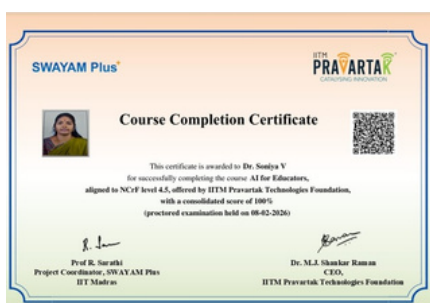 SWAYAM Plus
IITM
PRAVARTAK
CATALYSING INNOVATION
Course Completion Certificate
This certificate is awarded to Dr. Soniya V
for successfully completing the course AI for Educators,
aligned to NCrF level 4.5, offered by IITM Pravartak Technologies Foundation,
with a consolidated score of 100%
(proctored examination held on 08-02-2026)
Prof R. Sarathi
Project Coordinator, SWAYAM Plus
IIT Madras
Dr. M.J. Shankar Raman
CEO,
IITM Pravartak Technologies Foundation